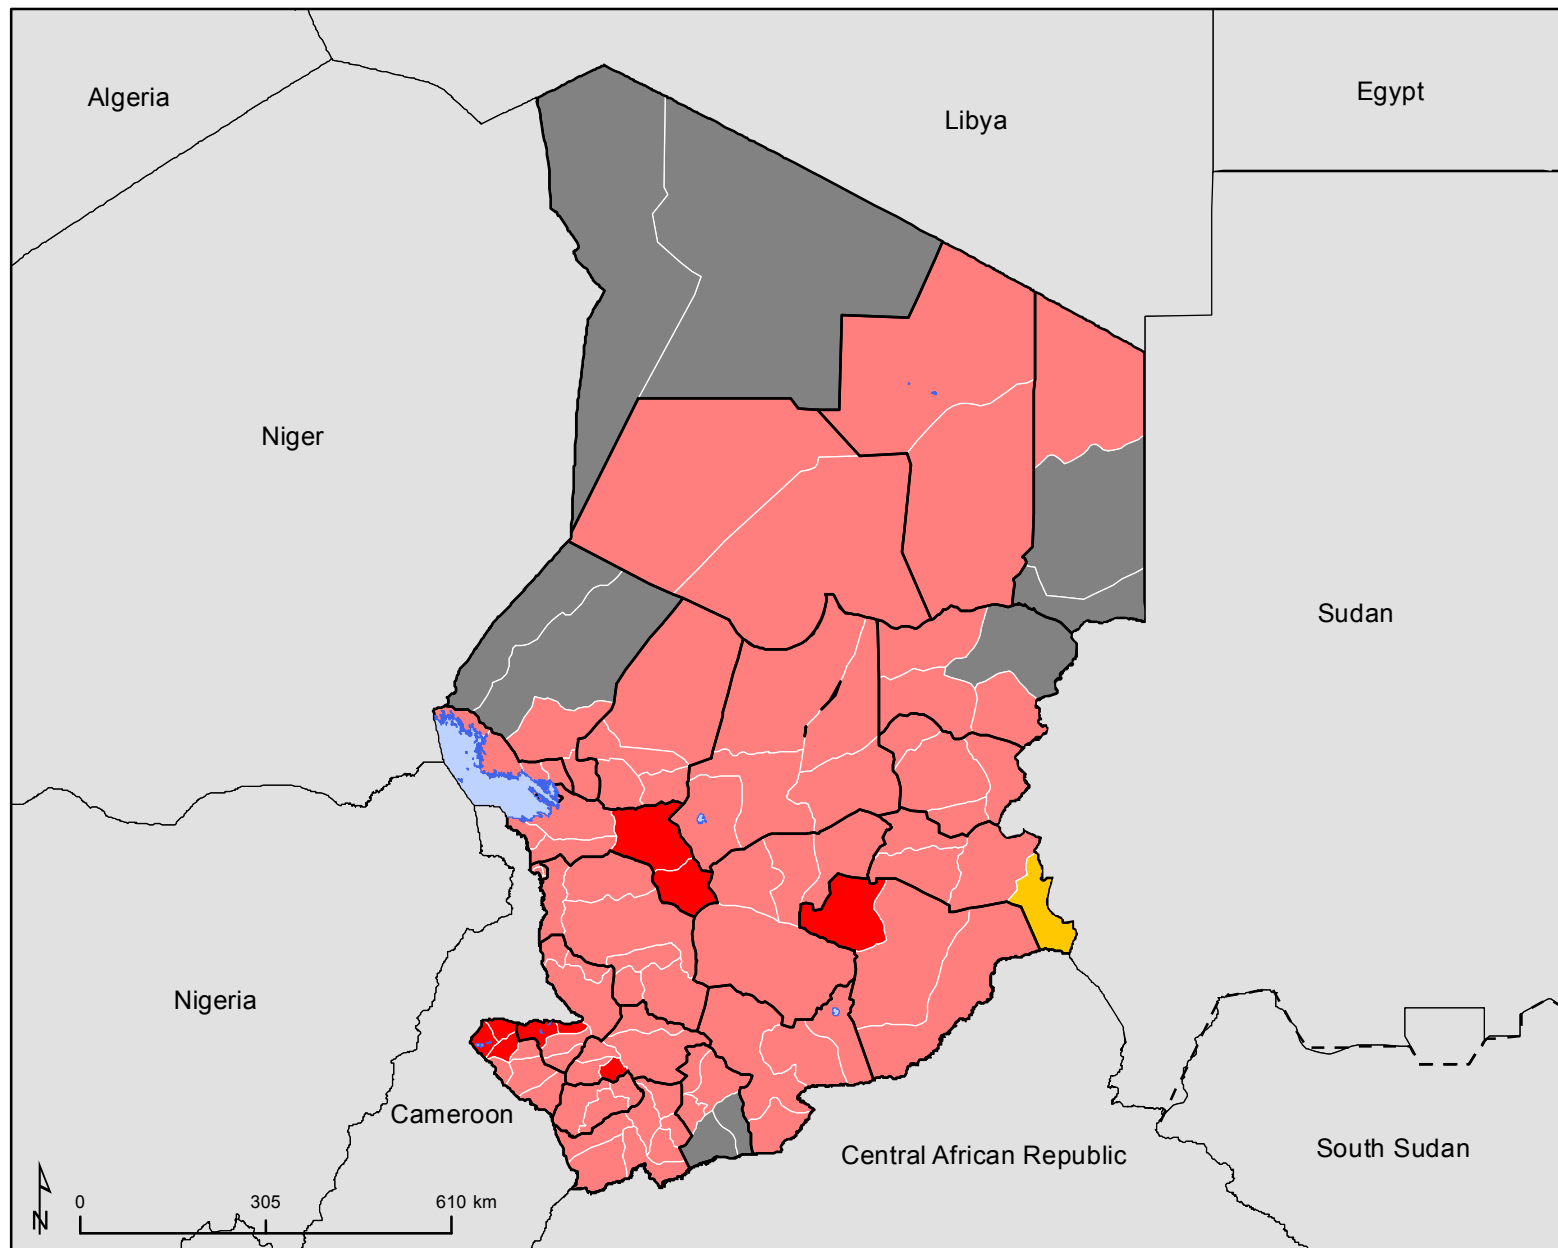 Egypt
Algeria
Libya
Niger
Sudan
Nigeria
Cameroon
South Sudan
Central African Republic
N
0 305 610 km